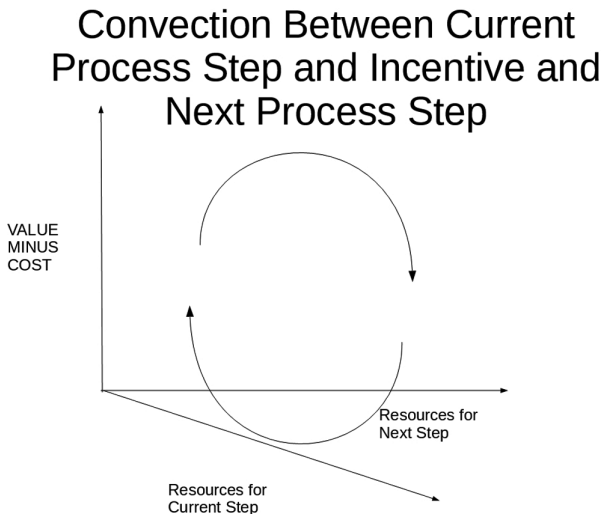 Convection Between Current
Process Step and Incentive and
Next Process Step
VALUE
MINUS
COST
Resources for
Next Step
Resources for
Current Step